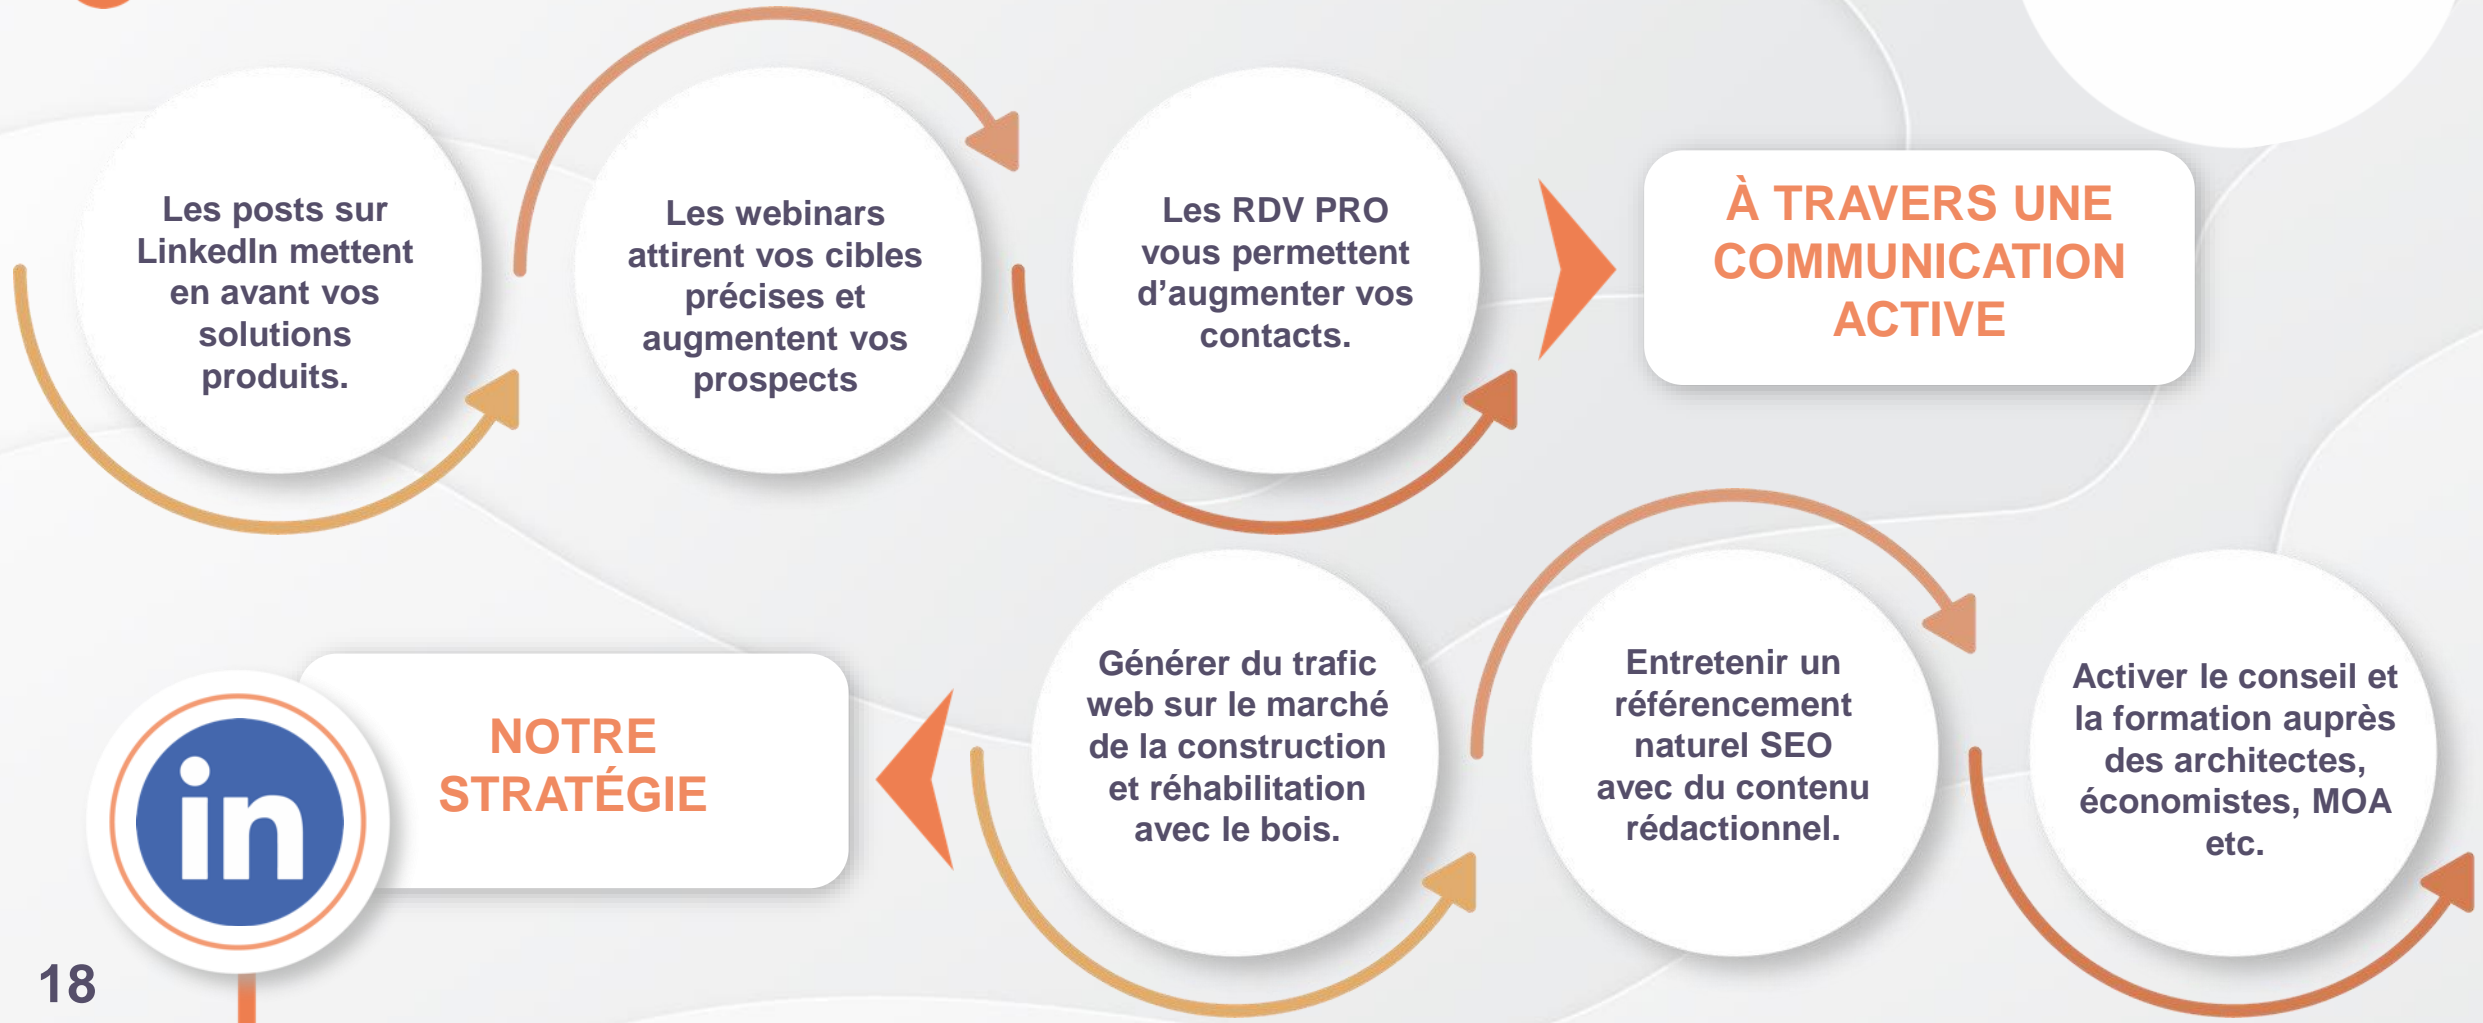 Les posts sur
LinkedIn mettent
en avant vos
solutions
produits.
Les webinars
attirent vos cibles
précises et
augmentent vos
prospects
Les RDV PRO
vous permettent
d’augmenter vos
contacts.
À TRAVERS UNE
COMMUNICATION
ACTIVE
in
NOTRE
STRATÉGIE
Générer du trafic
web sur le marché
de la construction
et réhabilitation
avec le bois.
Entretenir un
référencement
naturel SEO
avec du contenu
rédactionnel.
Activer le conseil et
la formation auprès
des architectes,
économistes, MOA
etc.
18